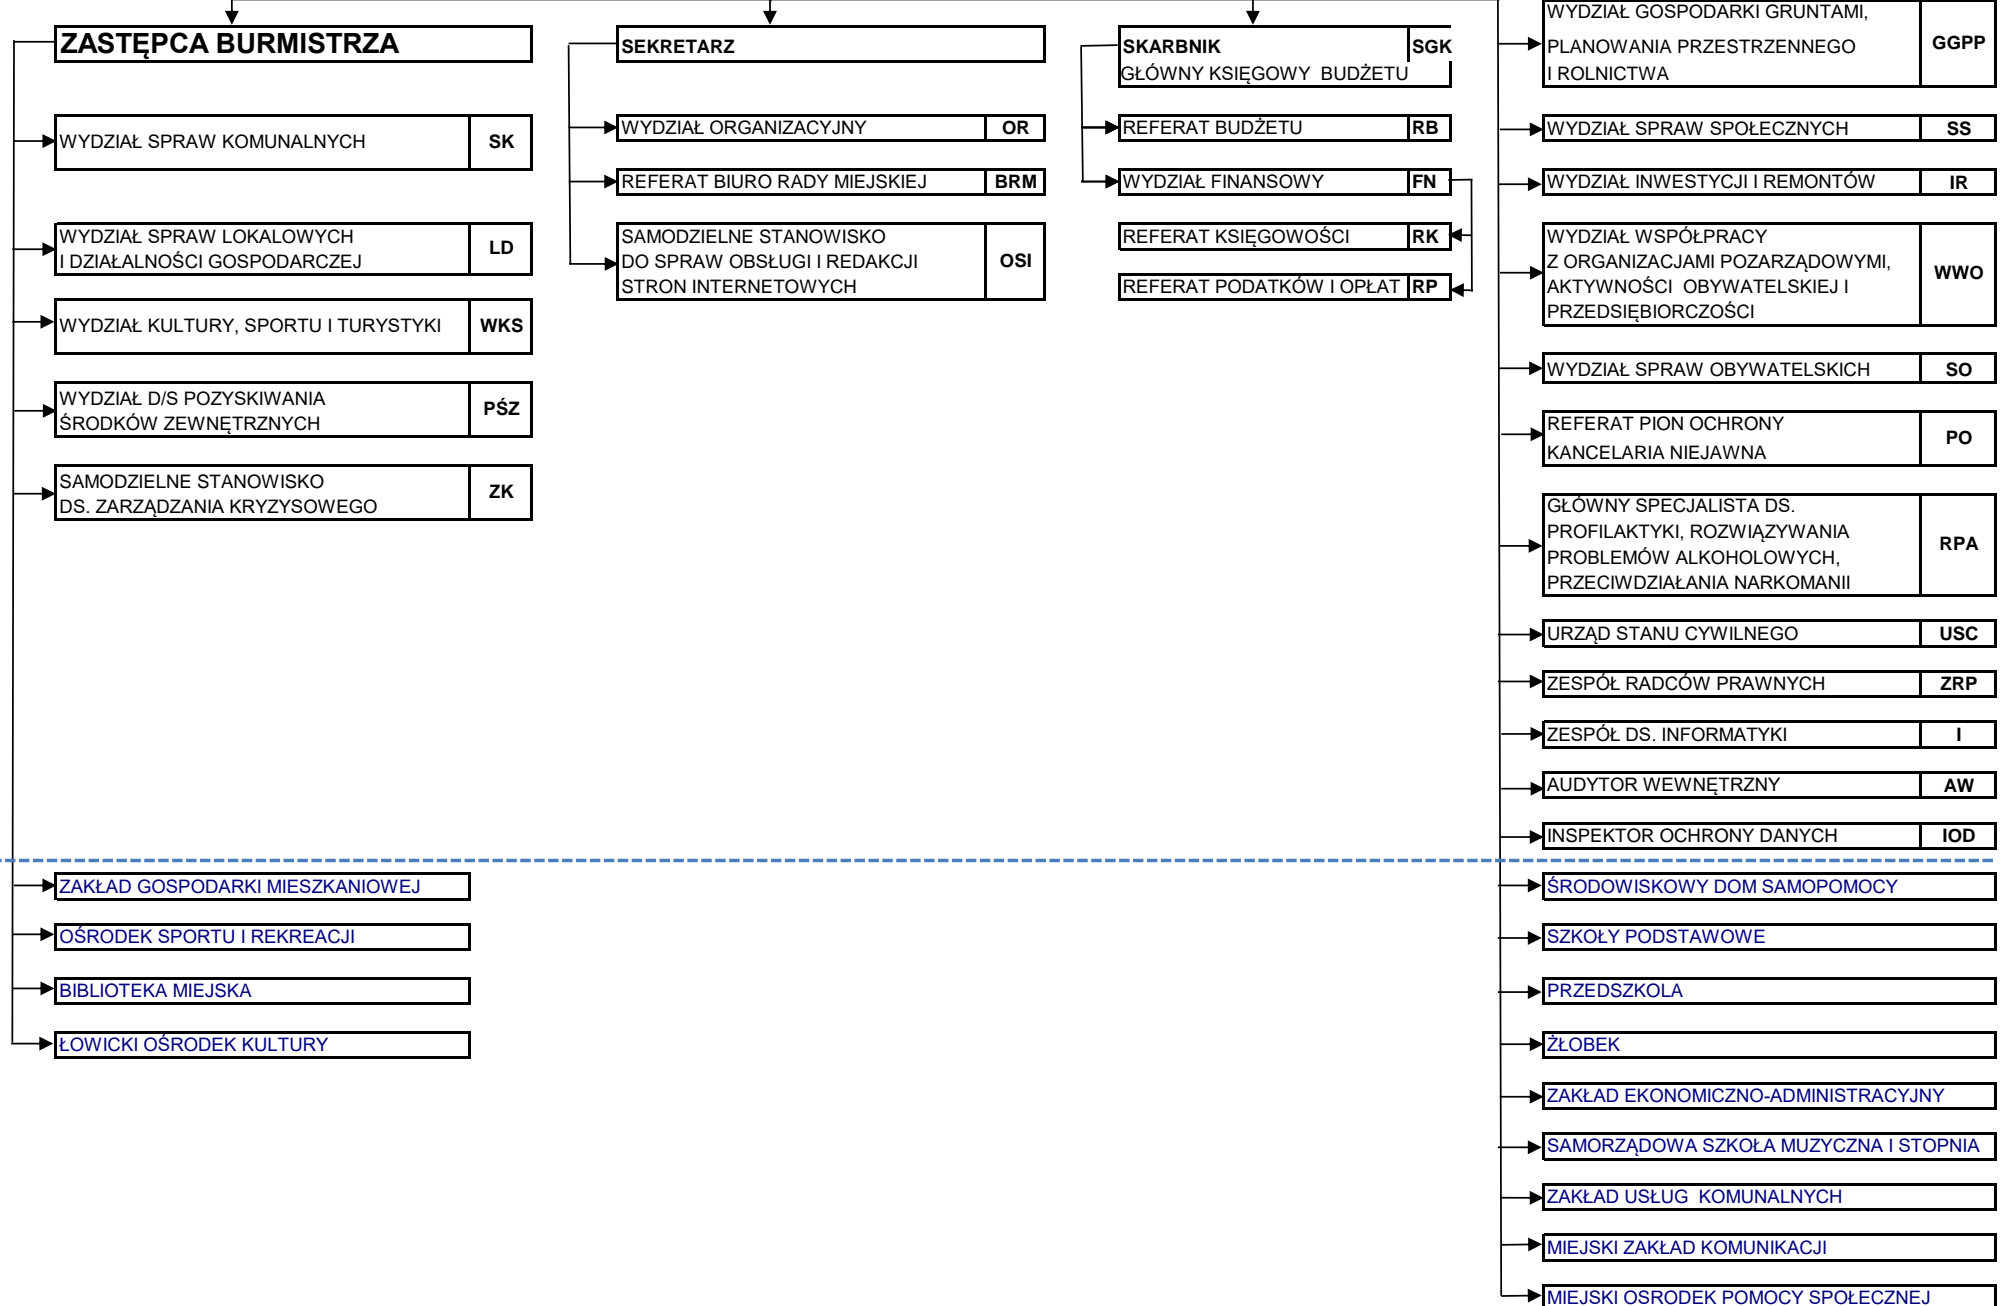 ZASTĘPCA BURMISTRZA
WYDZIAŁ SPRAW KOMUNALNYCH SK
WYDZIAŁ SPRAW LOKALOWYCH
I DZIAŁALNOŚCI GOSPODARCZEJ
LD
WYDZIAŁ KULTURY, SPORTU I TURYSTYKI WKS
WYDZIAŁ D/S POZYSKIWANIA
ŚRODKÓW ZEWNĘTRZNYCH
PŚZ
SAMODZIELNE STANOWISKO
DS. ZARZĄDZANIA KRYZYSOWEGO
ZK
ZAKŁAD GOSPODARKI MIESZKANIOWEJ
OŚRODEK SPORTU I REKREACJI
BIBLIOTEKA MIEJSKA
ŁOWICKI OŚRODEK KULTURY
SEKRETARZ
WYDZIAŁ ORGANIZACYJNY OR
REFERAT BIURO RADY MIEJSKIEJ BRM
SAMODZIELNE STANOWISKO
DO SPRAW OBSŁUGI I REDAKCJI
STRON INTERNETOWYCH
OSI
SKARBNIK SGK
GŁÓWNY KSIĘGOWY BUDŻETU
REFERAT BUDŻETU RB
WYDZIAŁ FINANSOWY FN
REFERAT KSIĘGOWOŚCI RK
REFERAT PODATKÓW I OPŁAT RP
WYDZIAŁ GOSPODARKI GRUNTAMI,
PLANOWANIA PRZESTRZENNEGO
I ROLNICTWA
GGPP
WYDZIAŁ SPRAW SPOŁECZNYCH SS
WYDZIAŁ INWESTYCJI I REMONTÓW IR
WYDZIAŁ WSPÓŁPRACY
Z ORGANIZACJAMI POZARZĄDOWYMI,
AKTYWNOŚCI OBYWATELSKIEJ I
PRZEDSIĘBIORCZOŚCI
WWO
WYDZIAŁ SPRAW OBYWATELSKICH SO
REFERAT PION OCHRONY
KANCELARIA NIEJAWNA
PO
GŁÓWNY SPECJALISTA DS.
PROFILAKTYKI, ROZWIĄZYWANIA
PROBLEMÓW ALKOHOLOWYCH,
PRZECIWDZIAŁANIA NARKOMANII
RPA
URZĄD STANU CYWILNEGO USC
ZESPÓŁ RADCÓW PRAWNYCH ZRP
ZESPÓŁ DS. INFORMATYKI I
AUDYTOR WEWNĘTRZNY AW
INSPEKTOR OCHRONY DANYCH IOD
ŚRODOWISKOWY DOM SAMOPOMOCY
SZKOŁY PODSTAWOWE
PRZEDSZKOLA
ŻŁOBEK
ZAKŁAD EKONOMICZNO-ADMINISTRACYJNY
SAMORZĄDOWA SZKOŁA MUZYCZNA I STOPNIA
ZAKŁAD USŁUG KOMUNALNYCH
MIEJSKI ZAKŁAD KOMUNIKACJI
MIEJSKI OSRODEK POMOCY SPOŁECZNEJ